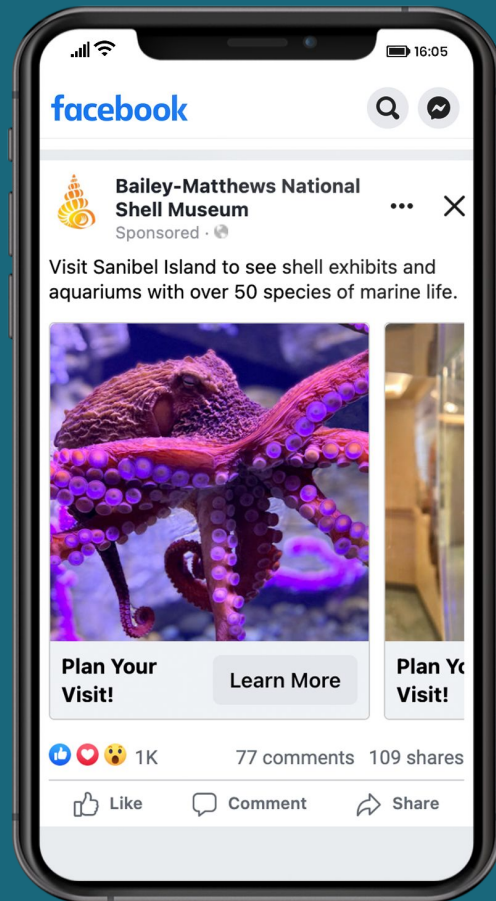 16:05
facebook
Bailey-Matthews National
Shell Museum
Sponsored ·
Visit Sanibel Island to see shell exhibits and
aquariums with over 50 species of marine life.
Plan Your
Visit!
Learn More
Plan
Visit!
1K
77 comments
109 shares
Like
Comment
Share